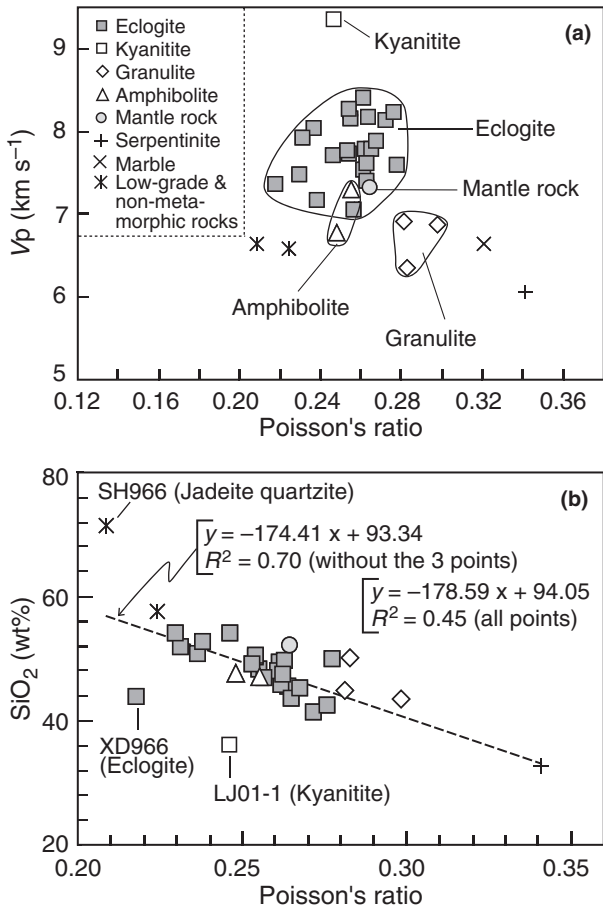 (a)
Eclogite
Kyanitite
Granulite
Amphibolite
Mantle rock
Serpentinite
Marble
Low-grade &
non-meta-
morphic rocks
Kyanitite
Eclogite
Mantle rock
Amphibolite
Granulite
Vp (km s⁻¹)
9
8
7
6
5
0.12 0.16 0.20 0.24 0.28 0.32 0.36
Poisson's ratio
(b)
SH966 (Jadeite quartzite)
y = –174.41 x + 93.34
R² = 0.70 (without the 3 points)
y = –178.59 x + 94.05
R² = 0.45 (all points)
XD966
(Eclogite)
LJ01-1 (Kyanitite)
SiO₂ (wt%)
80
60
40
20
0.20 0.25 0.30 0.35
Poisson's ratio